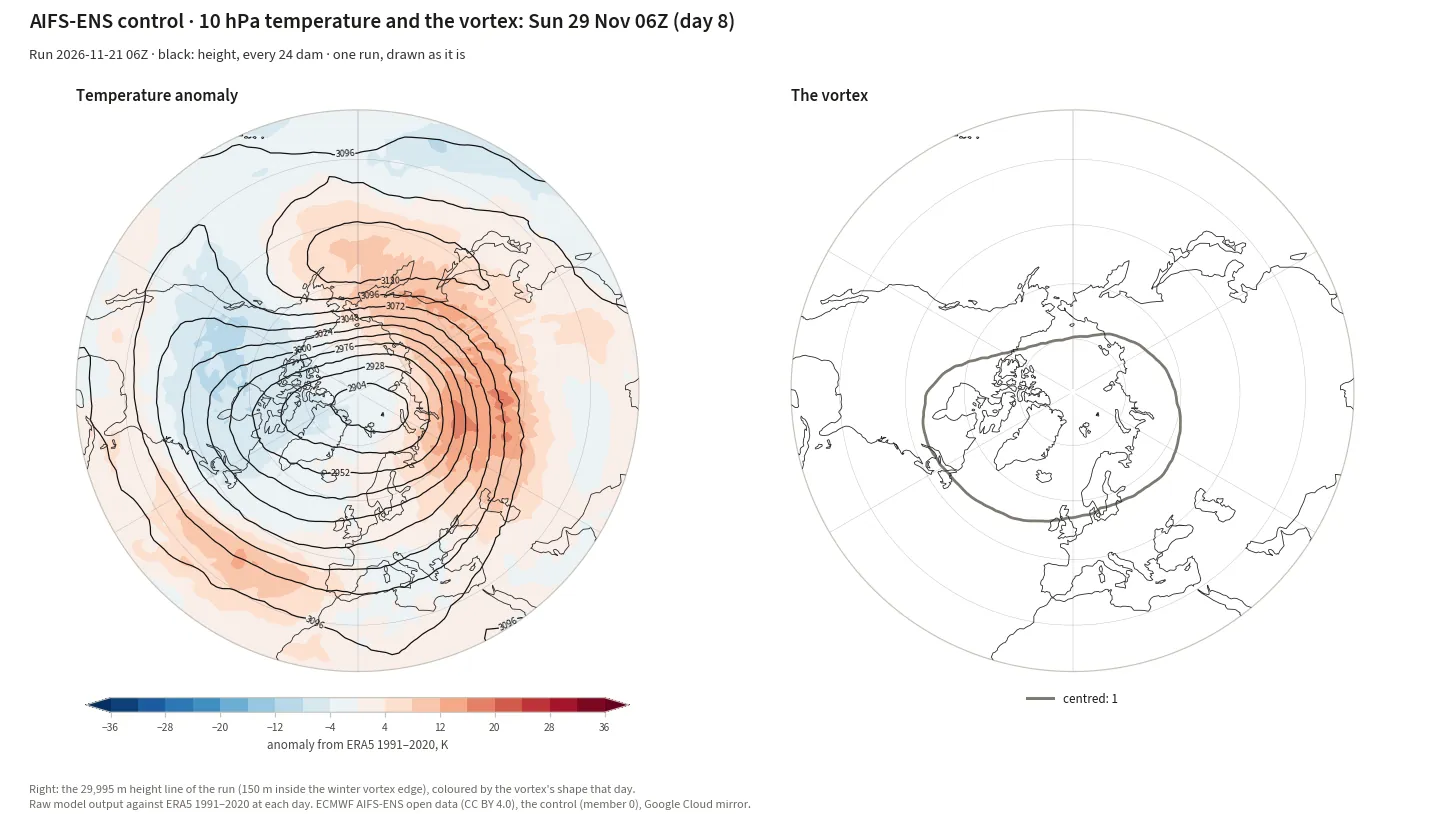 AIFS-ENS control · 10 hPa temperature and the vortex: Sun 29 Nov 06Z (day 8)
Run 2026-11-21 06Z · black: height, every 24 dam · one run, drawn as it is
Temperature anomaly
The vortex
3096
3120
3096
3072
3048
3024
3000
2976
2928
2904
2952
3096
3096
−36
−28
−20
−12
−4
4
12
20
28
36
anomaly from ERA5 1991–2020, K
centred: 1
Right: the 29,995 m height line of the run (150 m inside the winter vortex edge), coloured by the vortex's shape that day.
Raw model output against ERA5 1991–2020 at each day. ECMWF AIFS-ENS open data (CC BY 4.0), the control (member 0), Google Cloud mirror.